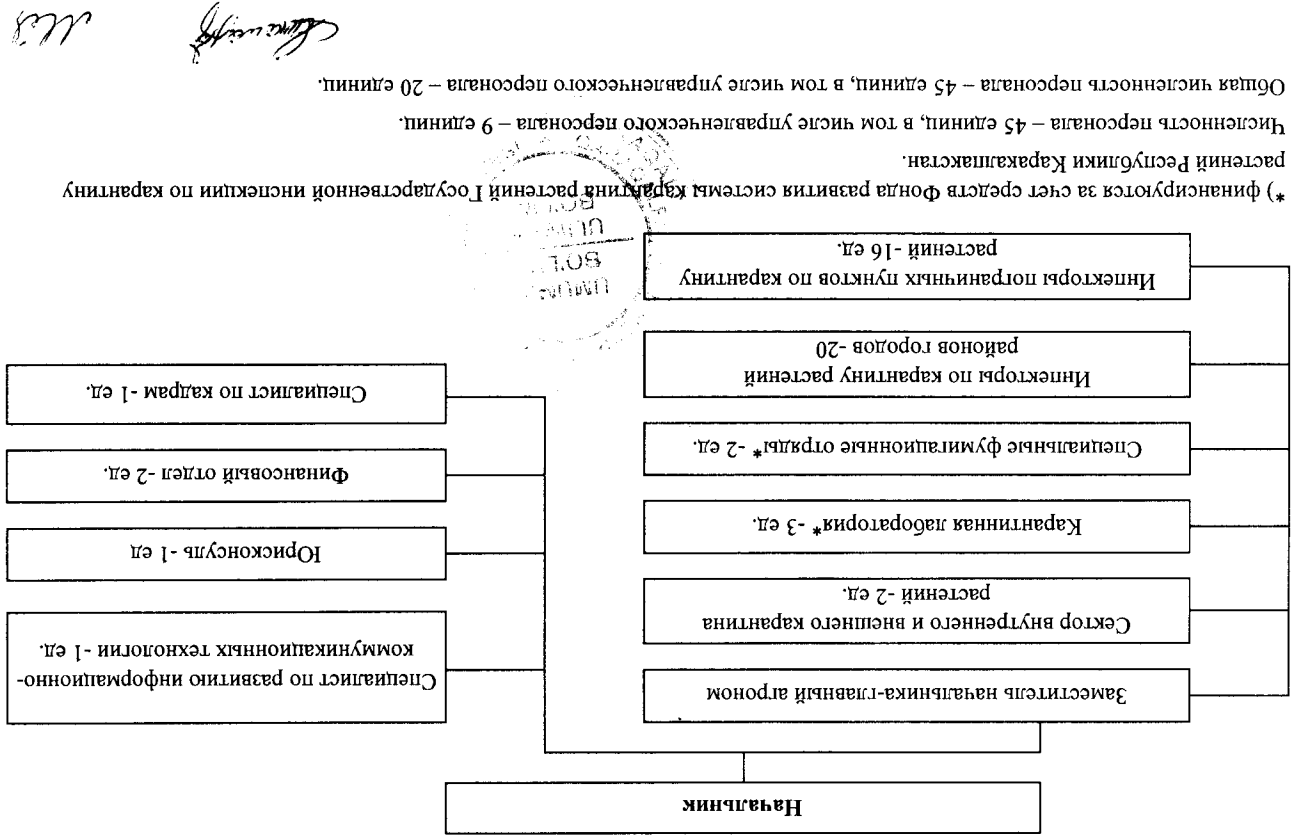 Начальник
Заместитель начальника-главный агроном
Сектор внутреннего и внешнего карантина
растений -2 ед.
Карантинная лаборатория* -3 ед.
Специальные фумигационные отряды* -2 ед.
Инпекторы по карантину растений
районов городов -20
Инпекторы пограничных пунктов по карантину
растений -16 ед.
Специалист по развитию информационно-
коммуникационных технологии -1 ед.
Юрисконсуль -1 ед
Финансовый отдел -2 ед.
Специалист по кадрам -1 ед.
*) финансируются за счет средств Фонда развития системы карантина растений Государственной инспекции по карантину
растений Республики Каракалпакстан.
Численность персонала – 45 единиц, в том числе управленческого персонала – 9 единиц.
Общая численность персонала – 45 единиц, в том числе управленческого персонала – 20 единиц.